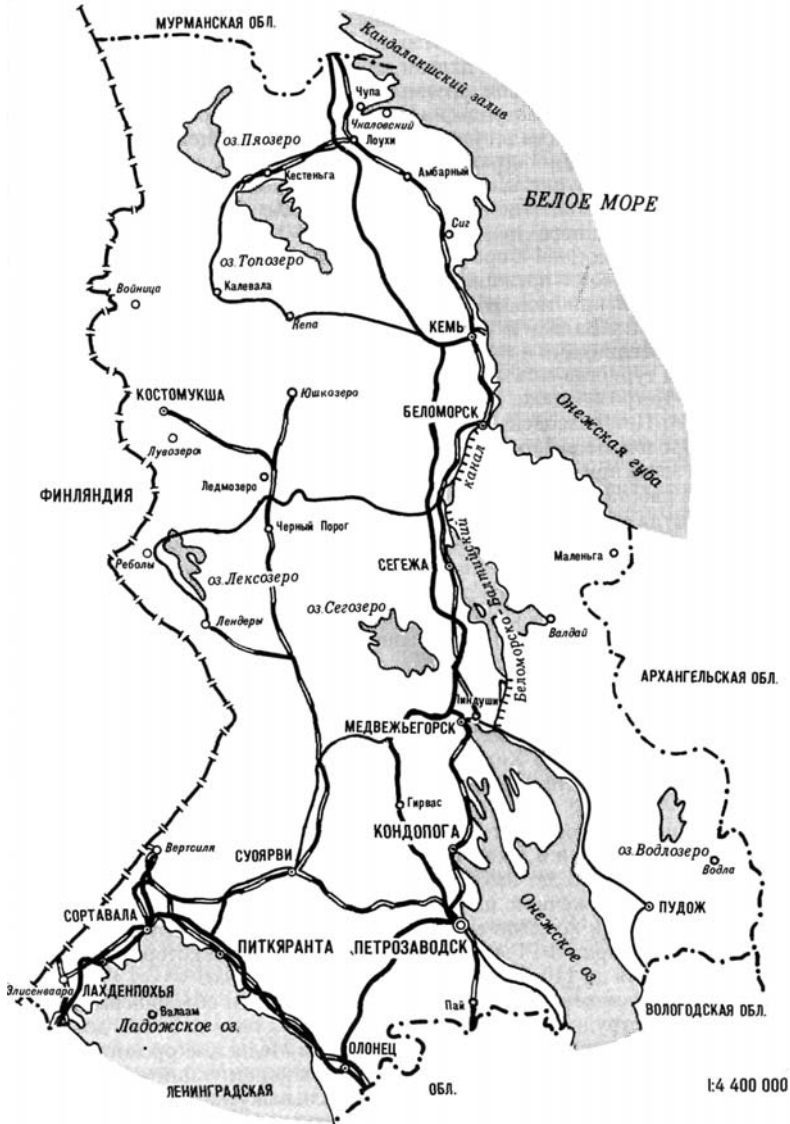 МУРМАНСКАЯ ОБЛ.
Кандалакшский залив
Чупа
Чкаловский
оз. Пяозеро
Лоухи
Кестеньга
Амбарный
БЕЛОЕ МОРЕ
Сиг
оз. Топозеро
Войница
Калевала
Кепа
КЕМЬ
КОСТОМУКША
Юшкозеро
БЕЛОМОРСК
Онежская губа
Лувозеро
Ледмозеро
ФИНЛЯНДИЯ
Черный Порог
Беломорско-Балтийский канал
Маленьга
Реболы
оз. Лексозеро
СЕГЕЖА
Лендеры
оз. Сегозеро
Валдай
АРХАНГЕЛЬСКАЯ ОБЛ.
Пиндуши
МЕДВЕЖЬЕГОРСК
Гирвас
КОНДОПОГА
оз. Водлозеро
Водла
Вертсиля
СУОЯРВИ
Онежское оз.
ПУДОЖ
СОРТАВАЛА
ПИТКЯРАНТА
ПЕТРОЗАВОДСК
Элисенваара
ЛАХДЕНПОХЬЯ
Валаам
Пай
ВОЛОГОДСКАЯ ОБЛ.
Ладожское оз.
ОЛОНЕЦ
ЛЕНИНГРАДСКАЯ ОБЛ.
1:4 400 000